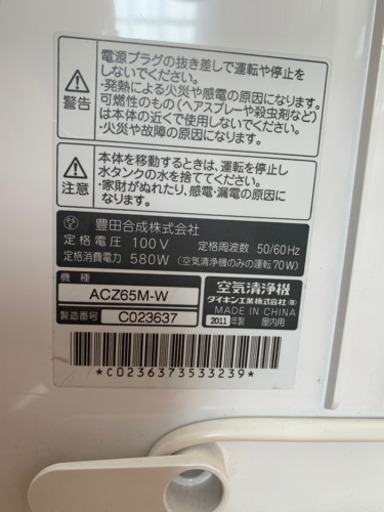 電源プラグの抜き差しで運転や停止を
しないでください。
・発熱による火災や感電の原因になります。
警告
可燃性のもの（ヘアスプレーや殺虫剤など）
は本体の近くで使用しないでください。
・火災や故障の原因になります。
本体を移動するときは、運転を停止し
水タンクの水を捨ててください。
注意
・家財がぬれたり、感電・漏電の原因に
なります。
PS E 豊田合成株式会社
定格電圧 100V 定格周波数 50/60Hz
定格消費電力 580W (空気清浄機のみの運転70W)
機種
ACZ65M-W
製造番号 C023637
空気清浄機
ダイキン工業株式会社(B)
MADE IN CHINA
2011年製 屋内用
*C0236373533239*